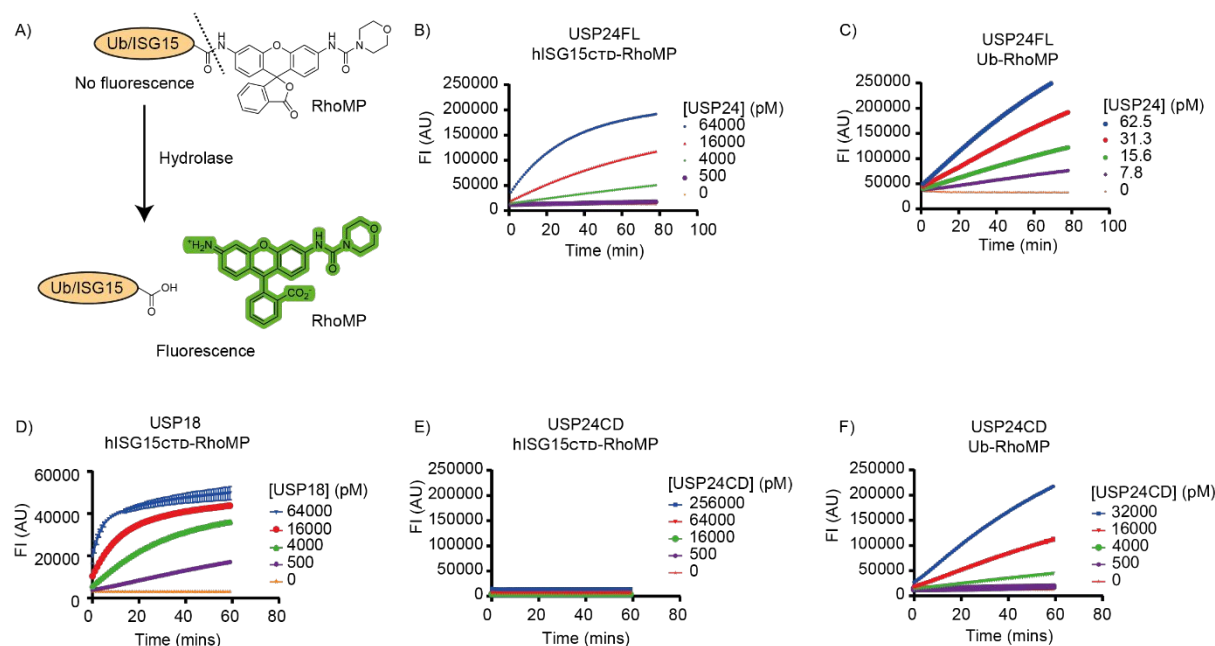 A)
Ub/ISG15
H
N
O
O
H
N
N
O
O
O
O
No fluorescence
RhoMP
Hydrolase
Ub/ISG15
OH
O
+H2N
O
H
N
N
O
O
CO2-
RhoMP
Fluorescence
B)
USP24FL
hISG15CTD-RhoMP
FI (AU)
250000
200000
150000
100000
50000
0
0 20 40 60 80 100
Time (min)
[USP24] (pM)
64000
16000
4000
500
0
C)
USP24FL
Ub-RhoMP
FI (AU)
250000
200000
150000
100000
50000
0
0 20 40 60 80 100
Time (min)
[USP24] (pM)
62.5
31.3
15.6
7.8
0
D)
USP18
hISG15CTD-RhoMP
FI (AU)
60000
40000
20000
0
0 20 40 60 80
Time (mins)
[USP18] (pM)
64000
16000
4000
500
0
E)
USP24CD
hISG15CTD-RhoMP
FI (AU)
250000
200000
150000
100000
50000
0
0 20 40 60 80
Time (mins)
[USP24CD] (pM)
256000
64000
16000
500
0
F)
USP24CD
Ub-RhoMP
FI (AU)
250000
200000
150000
100000
50000
0
0 20 40 60 80
Time (mins)
[USP24CD] (pM)
32000
16000
4000
500
0